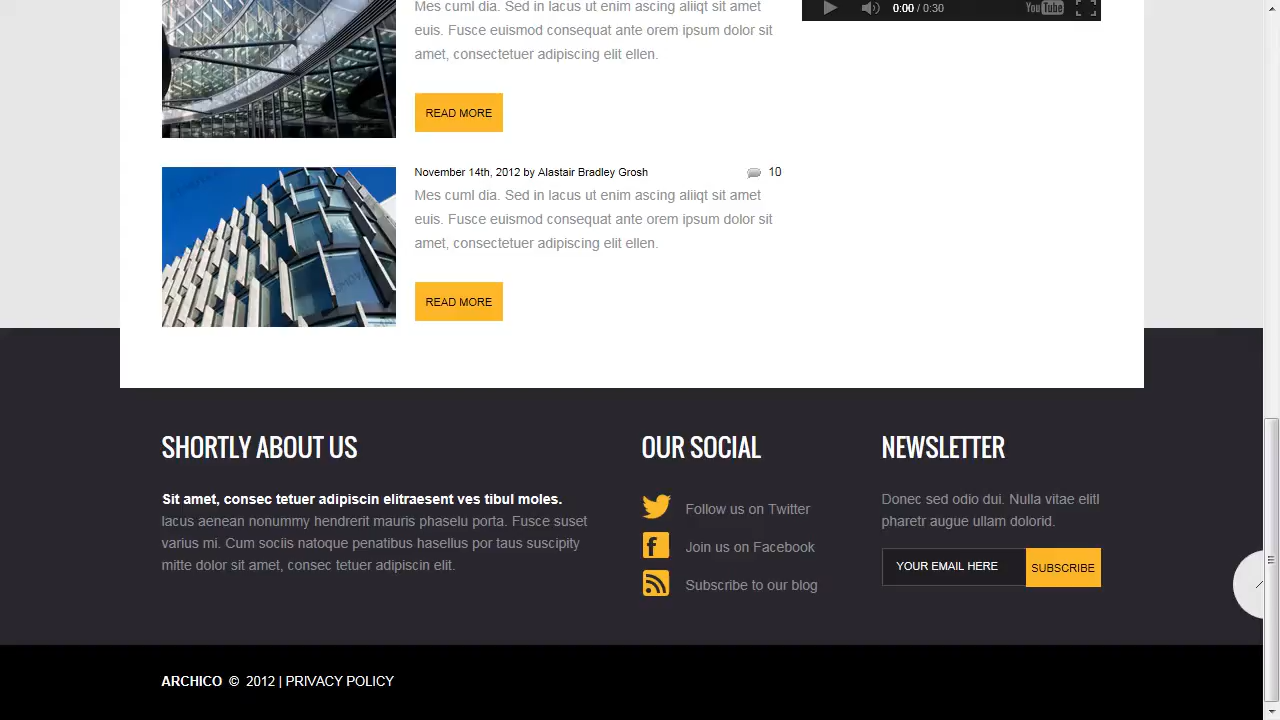 Mes cuml dia. Sed in lacus ut enim ascing aliiqt sit amet
euis. Fusce euismod consequat ante orem ipsum dolor sit
amet, consectetuer adipiscing elit ellen.
READ MORE
0:00 / 0:30
YouTube
November 14th, 2012 by Alastair Bradley Grosh
10
Mes cuml dia. Sed in lacus ut enim ascing aliiqt sit amet
euis. Fusce euismod consequat ante orem ipsum dolor sit
amet, consectetuer adipiscing elit ellen.
READ MORE
SHORTLY ABOUT US
Sit amet, consec tetuer adipiscin elitraesent ves tibul moles.
lacus aenean nonummy hendrerit mauris phaselu porta. Fusce suset
varius mi. Cum sociis natoque penatibus hasellus por taus suscipity
mitte dolor sit amet, consec tetuer adipiscin elit.
OUR SOCIAL
Follow us on Twitter
Join us on Facebook
Subscribe to our blog
NEWSLETTER
Donec sed odio dui. Nulla vitae elitl
pharetr augue ullam dolorid.
YOUR EMAIL HERE
SUBSCRIBE
ARCHICO © 2012 | PRIVACY POLICY